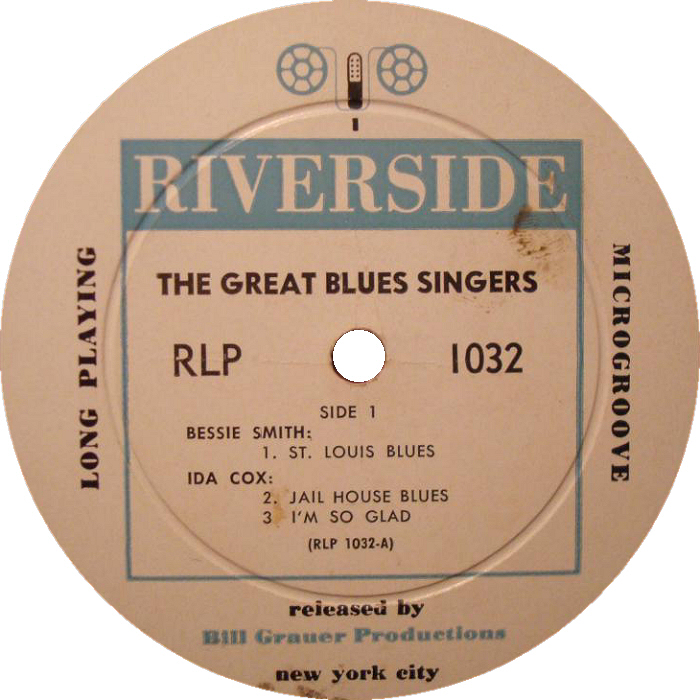 RIVERSIDE
THE GREAT BLUES SINGERS
LONG PLAYING
MICROGROOVE
RLP 1032
SIDE 1
BESSIE SMITH:
1. ST. LOUIS BLUES
IDA COX:
2. JAIL HOUSE BLUES
3 I'M SO GLAD
(RLP 1032-A)
released by
Bill Grauer Productions
new york city